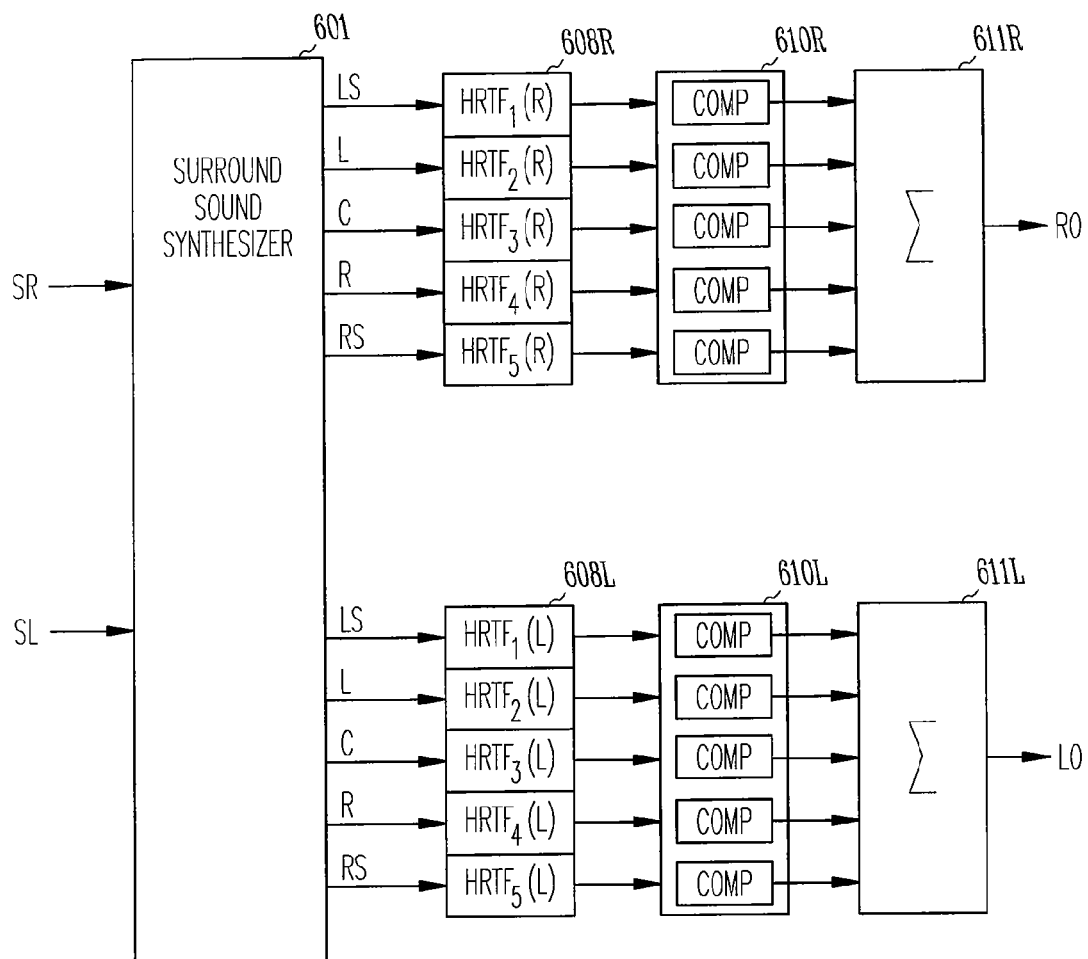 601
608R
610R
611R
SURROUND
SOUND
SYNTHESIZER
SR
SL
LS
L
C
R
RS
HRTF₁(R)
HRTF₂(R)
HRTF₃(R)
HRTF₄(R)
HRTF₅(R)
COMP
COMP
COMP
COMP
COMP
Σ
RO
608L
610L
611L
LS
L
C
R
RS
HRTF₁(L)
HRTF₂(L)
HRTF₃(L)
HRTF₄(L)
HRTF₅(L)
COMP
COMP
COMP
COMP
COMP
Σ
LO